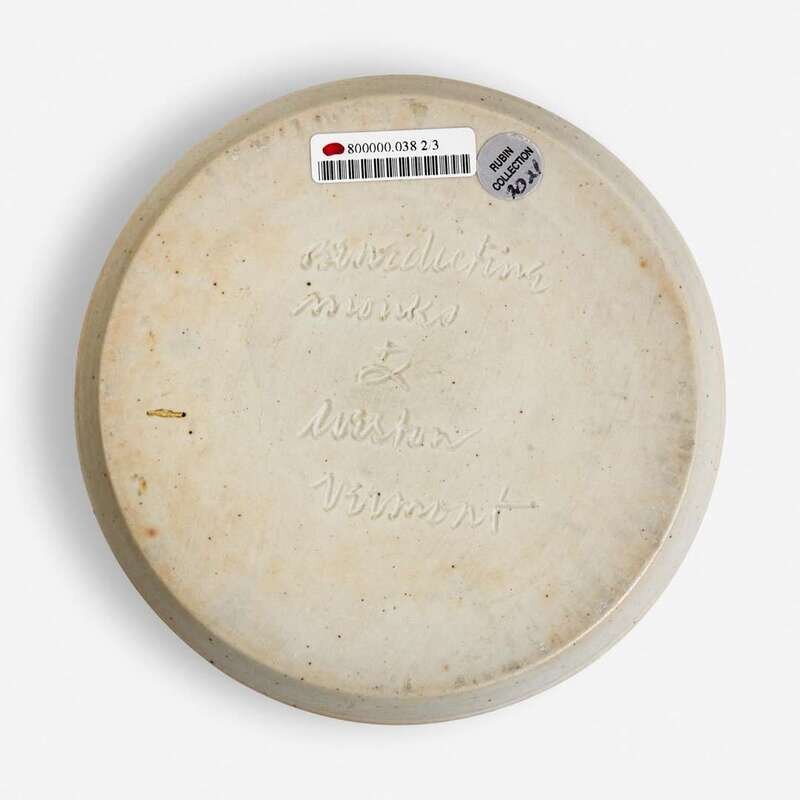 800000.038 2/3
RUBIN
COLLECTION
benedictine
monks
Weston
Vermont